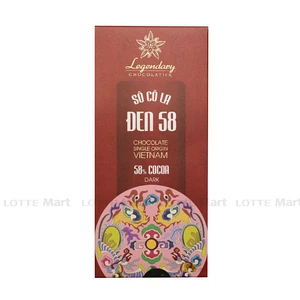 Legendary
CHOCOLATIER
SÔ CÔ LA
ĐEN 58
CHOCOLATE
SINGLE ORIGIN
VIETNAM
58% COCOA
DARK
LOTTE Mart LOTTE Mart LOTTE Mart